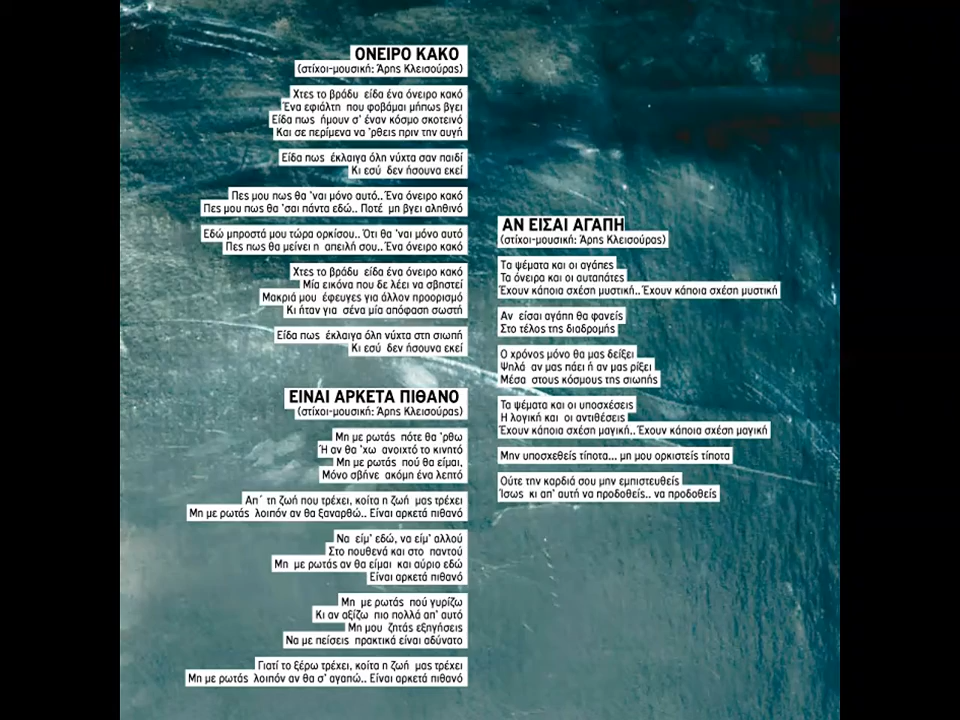 ΟΝΕΙΡΟ ΚΑΚΟ
(στίχοι-μουσική: Άρης Κλεισούρας)
Χτες το βράδυ είδα ένα όνειρο κακό
Ένα εφιάλτη που φοβάμαι μήπως βγει
Είδα πως ήμουν σ' έναν κόσμο σκοτεινό
Και σε περίμενα να 'ρθεις πριν την αυγή
Είδα πως έκλαιγα όλη νύχτα σαν παιδί
Κι εσύ δεν ήσουνα εκεί
Πες μου πως θα 'ναι μόνο αυτό.. Ένα όνειρο κακό
Πες μου πως θα 'σαι πάντα εδώ.. Ποτέ μη βγει αληθινό
Εδώ μπροστά μου τώρα ορκίσου.. Ότι θα 'ναι μόνο αυτό
Πες πως θα μείνει η απειλή σου.. Ένα όνειρο κακό
Χτες το βράδυ είδα ένα όνειρο κακό
Μία εικόνα που δε λέει να σβηστεί
Μακριά μου έφευγες για άλλον προορισμό
Κι ήταν για σένα μία απόφαση σωστή
Είδα πως έκλαιγα όλη νύχτα στη σιωπή
Κι εσύ δεν ήσουνα εκεί
ΕΙΝΑΙ ΑΡΚΕΤΑ ΠΙΘΑΝΟ
(στίχοι-μουσική: Άρης Κλεισούρας)
Μη με ρωτάς πότε θα 'ρθω
Ή αν θα 'χω ανοιχτό το κινητό
Μη με ρωτάς πού θα είμαι,
Μόνο σβήνε ακόμη ένα λεπτό
Απ΄ τη ζωή που τρέχει, κοίτα η ζωή μας τρέχει
Μη με ρωτάς λοιπόν αν θα ξαναρθώ.. Είναι αρκετά πιθανό
Να είμ' εδώ, να είμ' αλλού
Στο πουθενά και στο παντού
Μη με ρωτάς αν θα είμαι και αύριο εδώ
Είναι αρκετά πιθανό
Μη με ρωτάς πού γυρίζω
Κι αν αξίζω πιο πολλά απ' αυτό
Μη μου ζητάς εξηγήσεις
Να με πείσεις πρακτικά είναι αδύνατο
Γιατί το ξέρω τρέχει, κοίτα η ζωή μας τρέχει
Μη με ρωτάς λοιπόν αν θα σ' αγαπώ.. Είναι αρκετά πιθανό
ΑΝ ΕΙΣΑΙ ΑΓΑΠΗ
(στίχοι-μουσική: Άρης Κλεισούρας)
Τα ψέματα και οι αγάπες
Τα όνειρα και οι αυταπάτες
Έχουν κάποια σχέση μυστική.. Έχουν κάποια σχέση μυστική
Αν είσαι αγάπη θα φανείς
Στο τέλος της διαδρομής
Ο χρόνος μόνο θα μας δείξει
Ψηλά αν μας πάει ή αν μας ρίξει
Μέσα στους κόσμους της σιωπής
Τα ψέματα και οι υποσχέσεις
Η λογική και οι αντιθέσεις
Έχουν κάποια σχέση μαγική.. Έχουν κάποια σχέση μαγική
Μην υποσχεθείς τίποτα... μη μου ορκιστείς τίποτα
Ούτε την καρδιά σου μην εμπιστευθείς
Ίσως κι απ' αυτή να προδοθείς.. να προδοθείς